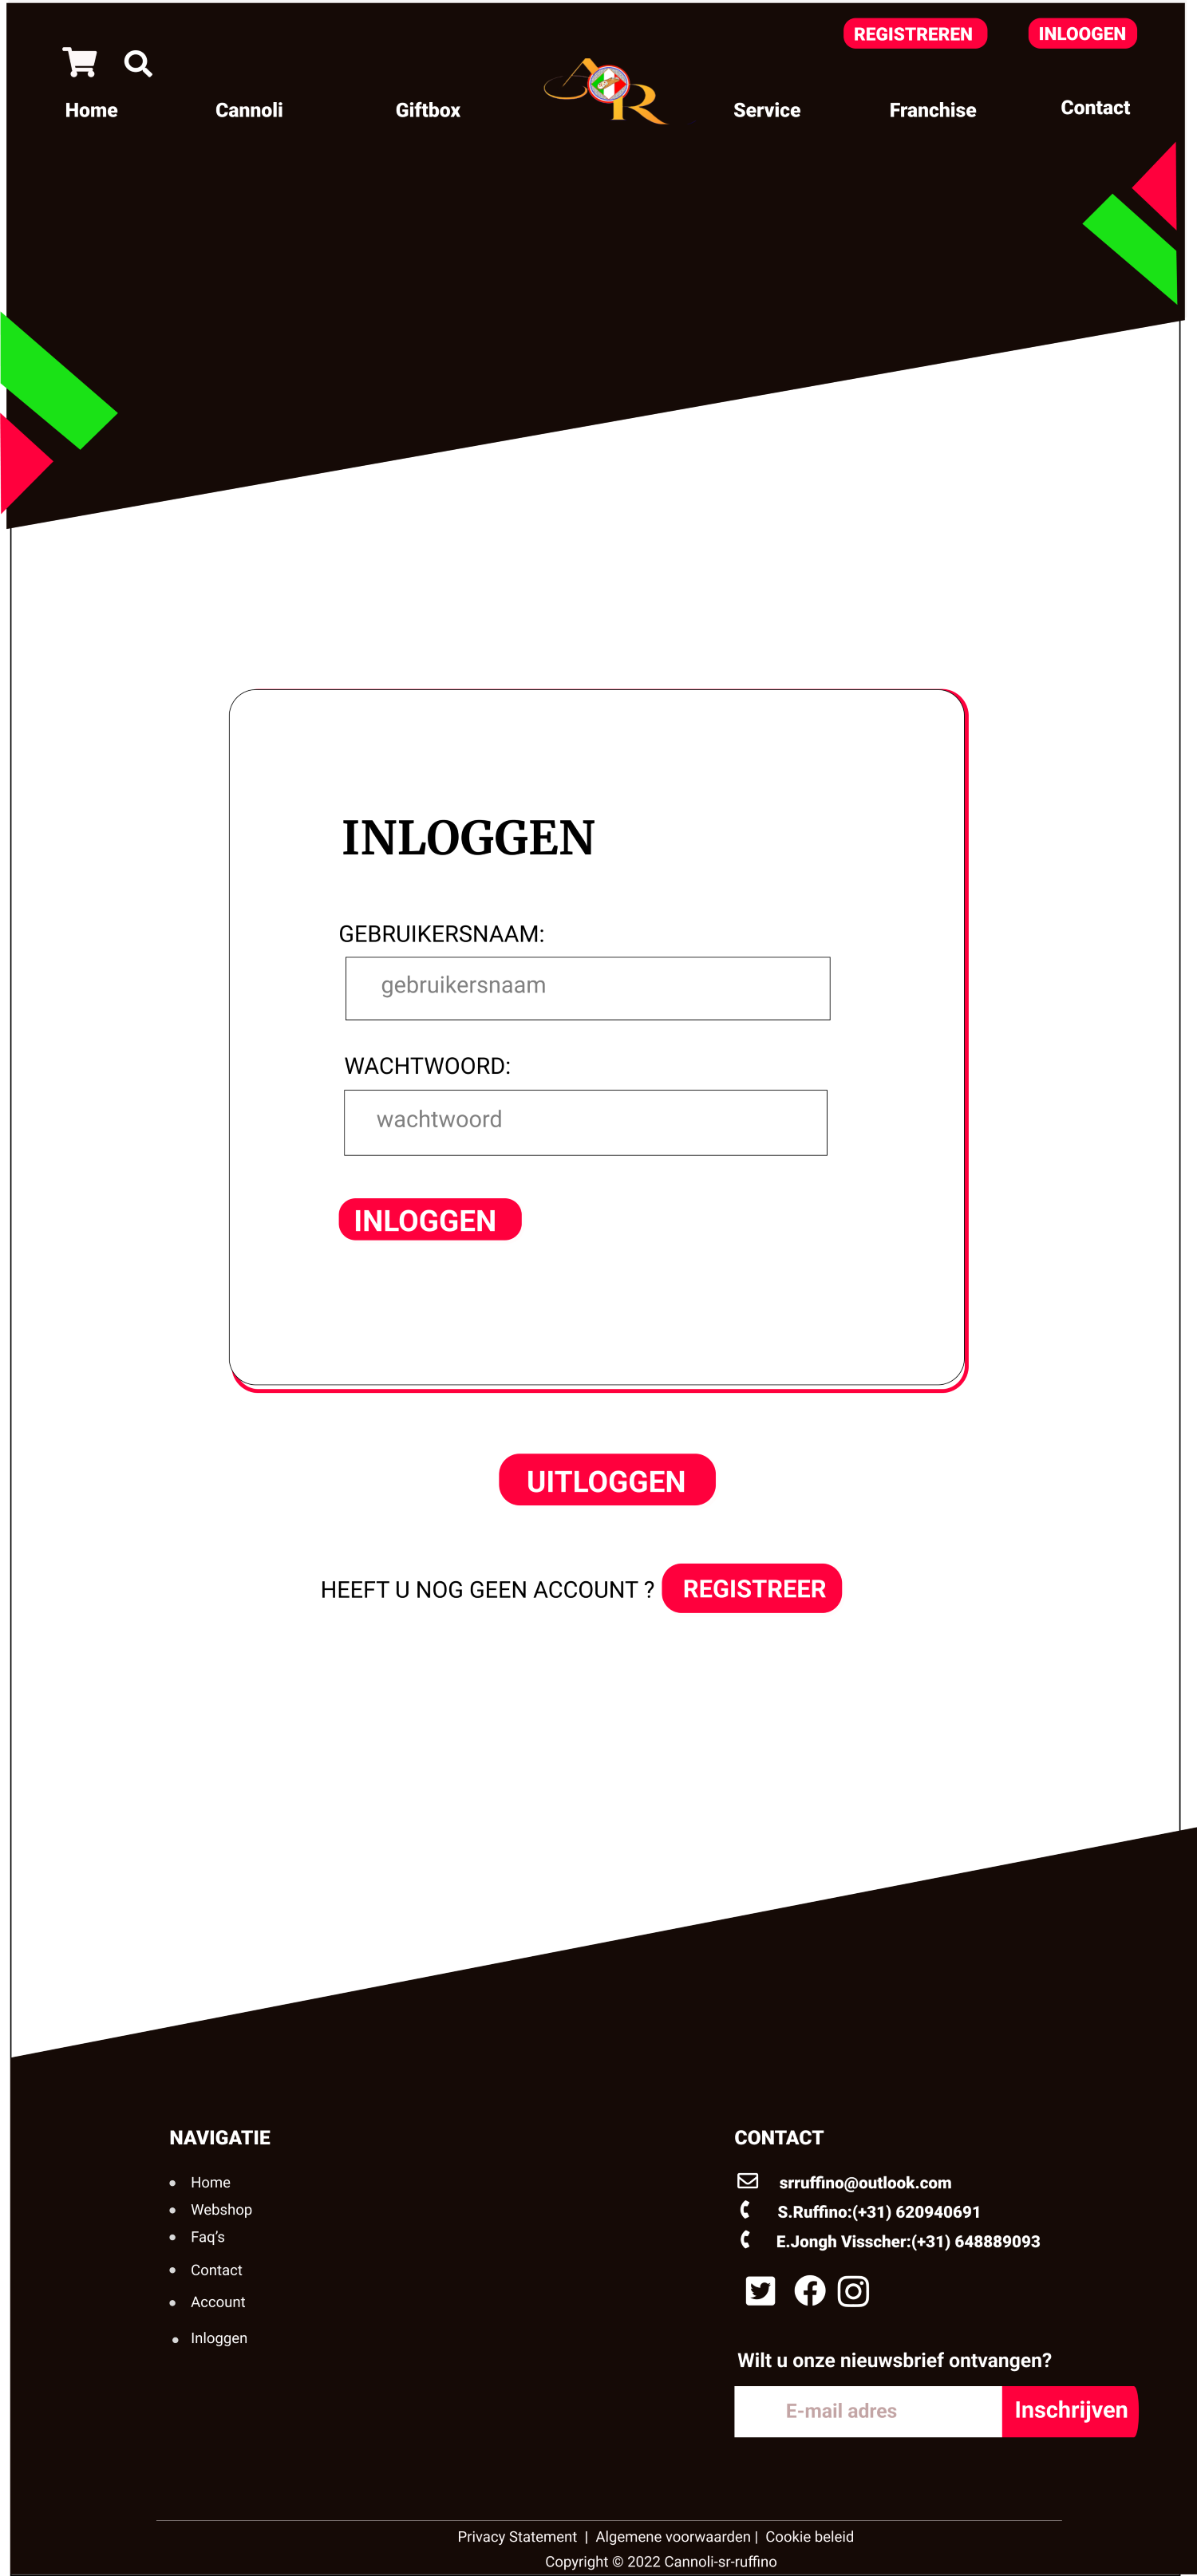 REGISTREREN INLOOGEN
Home Cannoli Giftbox R Service Franchise Contact
INLOGGEN
GEBRUIKERSNAAM:
gebruikersnaam
WACHTWOORD:
wachtwoord
INLOGGEN
UITLOGGEN
HEEFT U NOG GEEN ACCOUNT ? REGISTREER
NAVIGATIE
Home
Webshop
Faq's
Contact
Account
Inloggen
CONTACT
srruffino@outlook.com
S.Ruffino:(+31) 620940691
E.Jongh Visscher:(+31) 648889093
Wilt u onze nieuwsbrief ontvangen?
E-mail adres Inschrijven
Privacy Statement | Algemene voorwaarden | Cookie beleid
Copyright © 2022 Cannoli-sr-ruffino